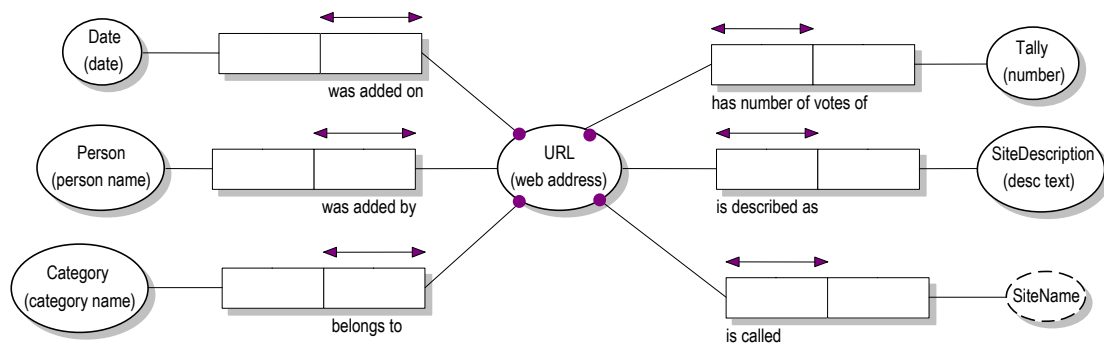 Date
(date)
was added on
has number of votes of
Tally
(number)
Person
(person name)
was added by
URL
(web address)
is described as
SiteDescription
(desc text)
Category
(category name)
belongs to
is called
SiteName